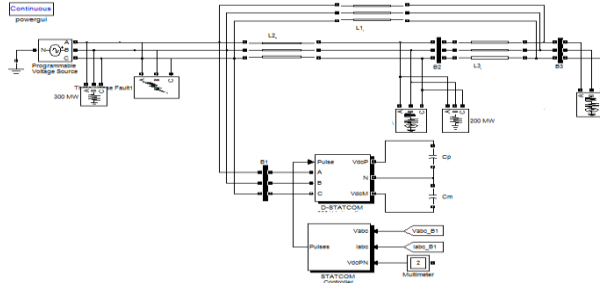 Continuous
powergui
L1,
L2,
L3,
N
A
B
C
Programmable
Voltage Source
A B C
300 MW
Fault1
A B C
B2
B3
A B C
A B C
200 MW
A B C
B1
Pulse
A
B
C
VdcP
N
VdcM
D-STATCOM
Cp
Cm
Pulses
Vabc
Iabc
VdcPN
STATCOM
Controller
Vabc_B1
Iabc_B1
2
Multimeter